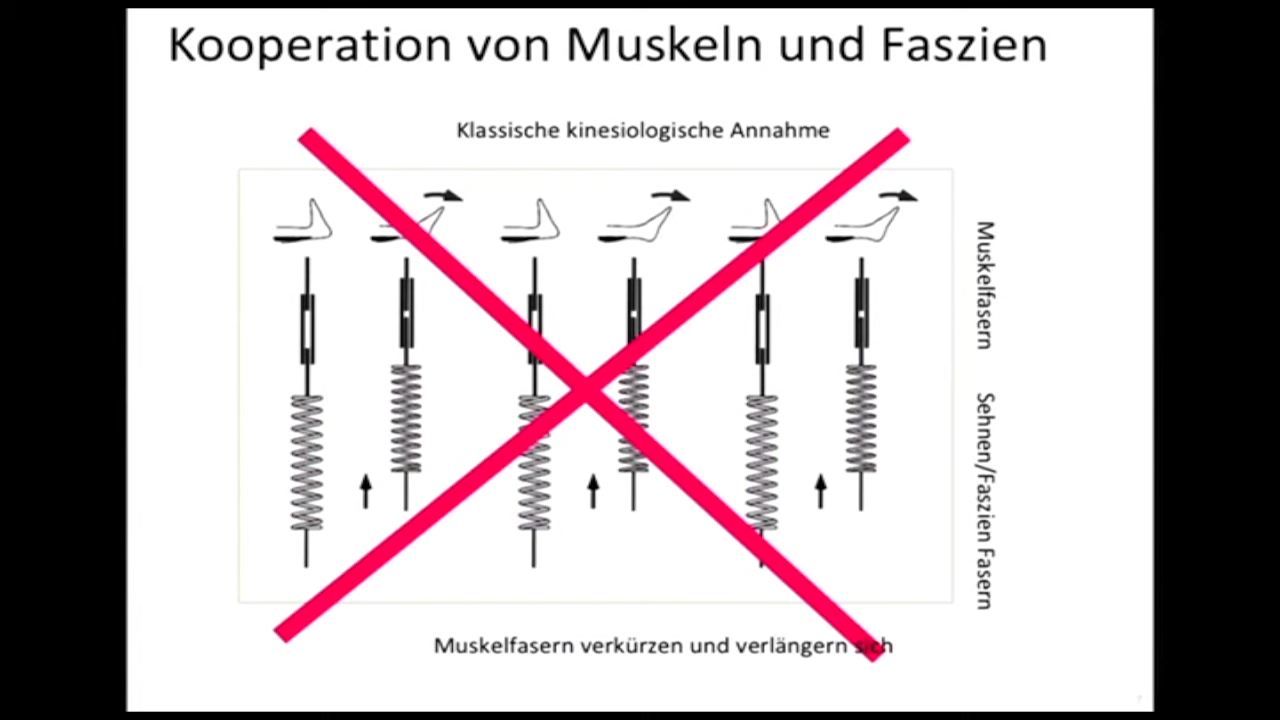 Kooperation von Muskeln und Faszien
Klassische kinesiologische Annahme
Muskelfasern
Sehnen/Faszien Fasern
Muskelfasern verkürzen und verlängern sich